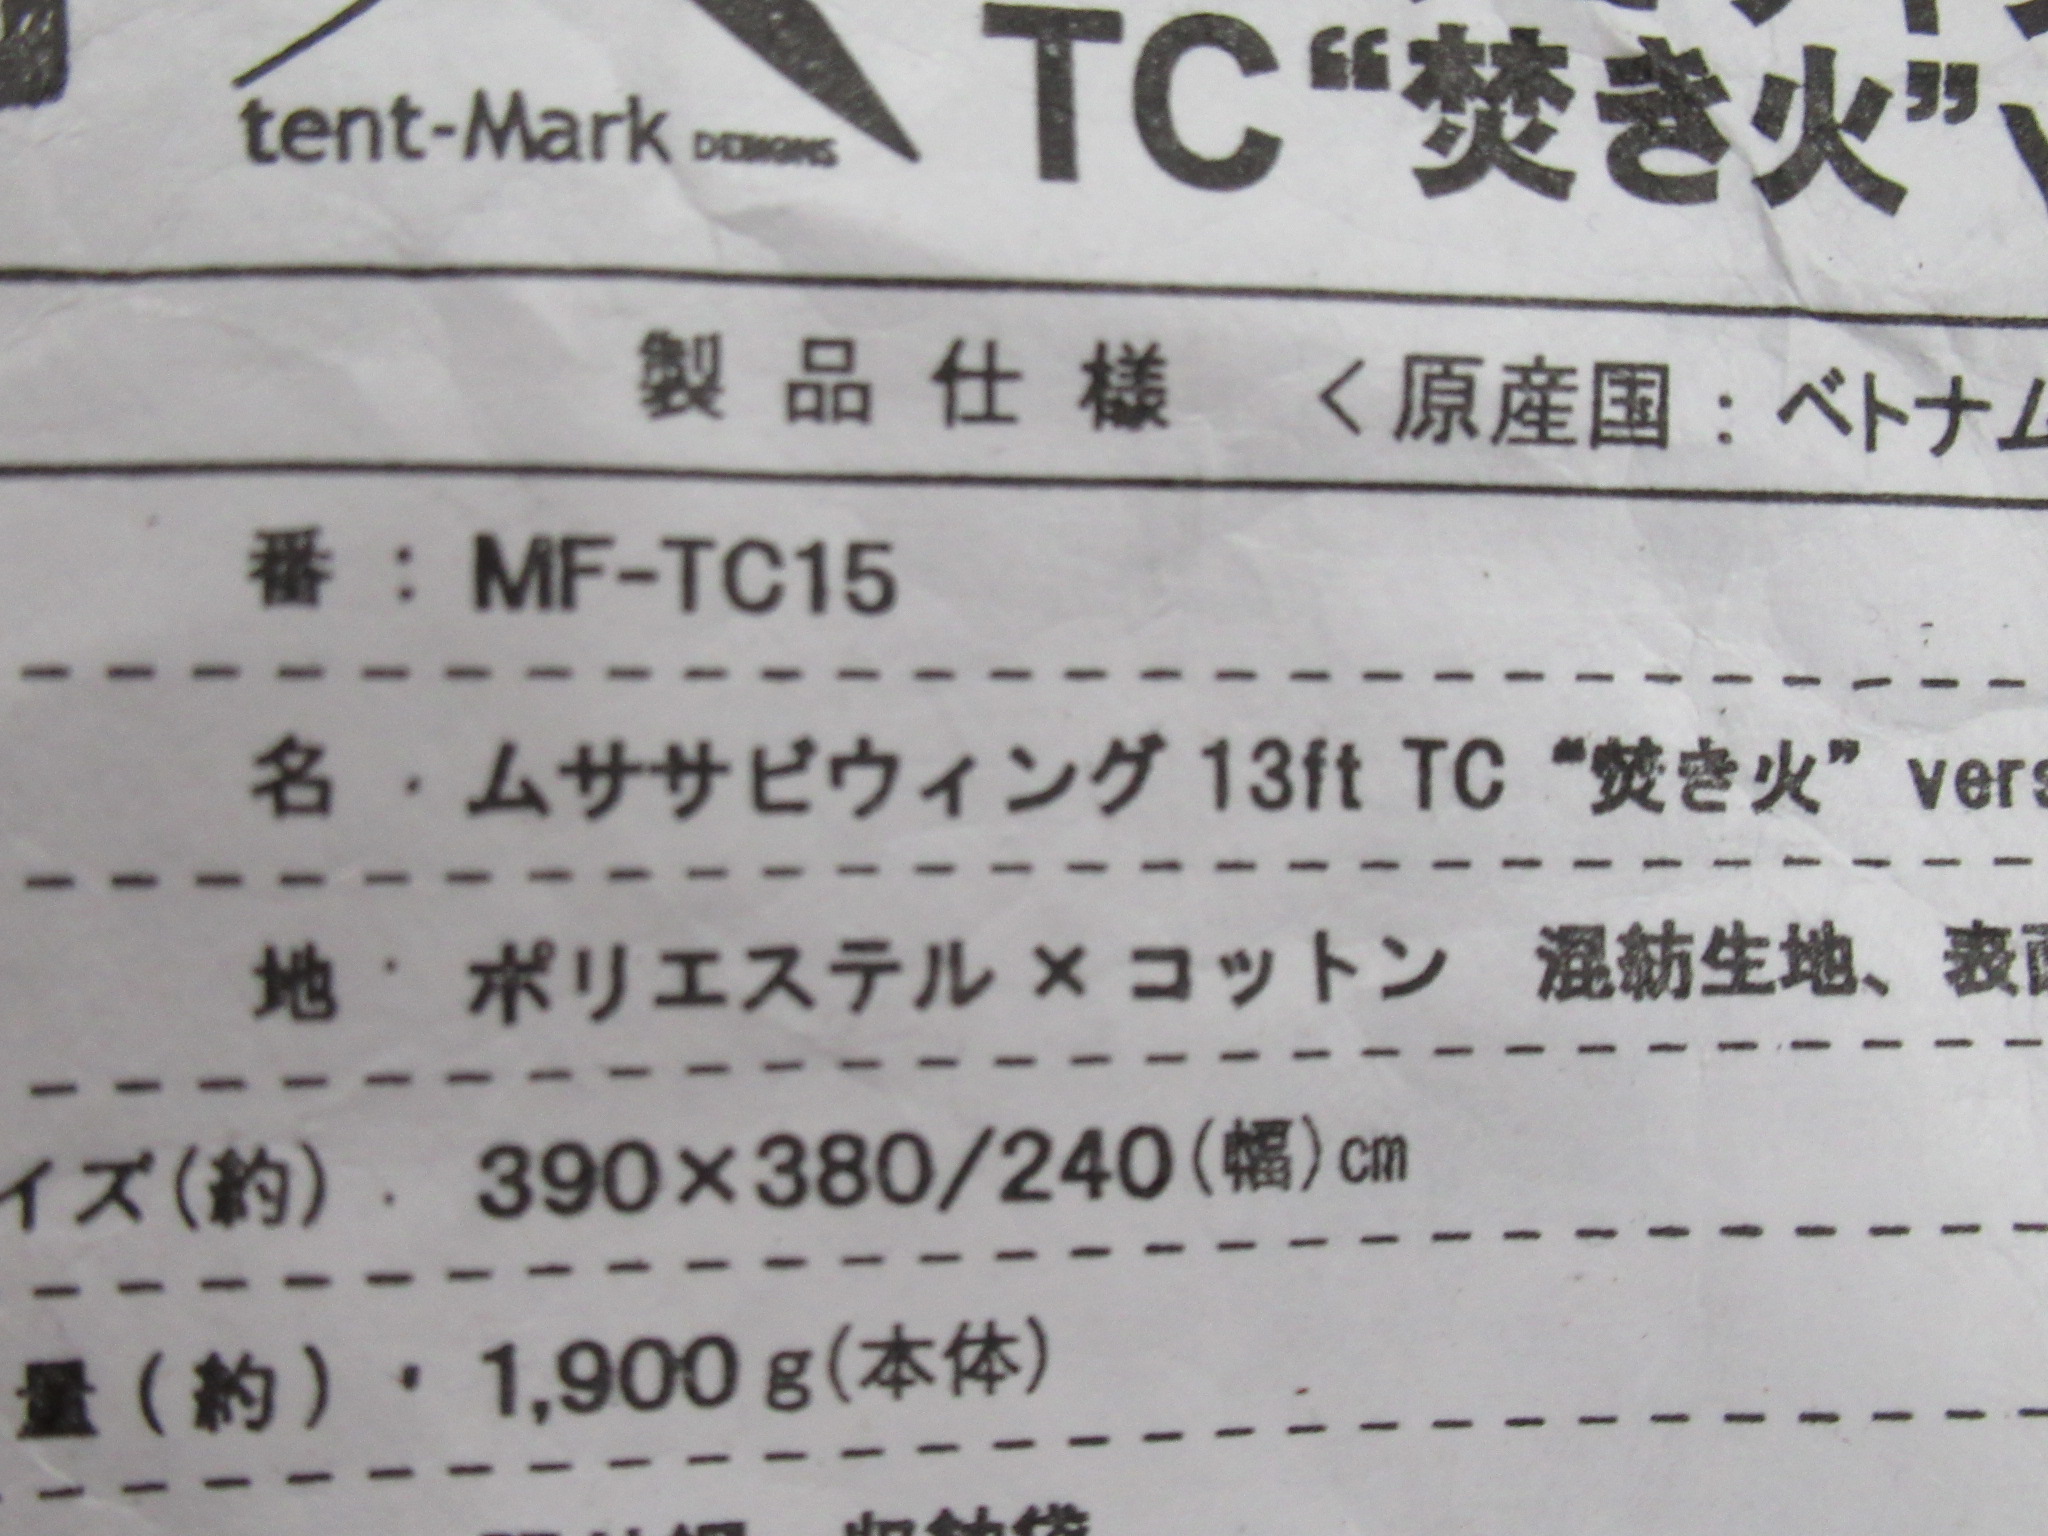 tent-Mark DESIGNS
TC“焚き火”
製品仕様 <原産国：ベトナム
番：MF-TC15
名・ムササビウィング 13ft TC “焚き火” vers
地・ポリエステル×コットン 混紡生地、表面
イズ(約)・390×380/240(幅)cm
量(約)・1,900g(本体)